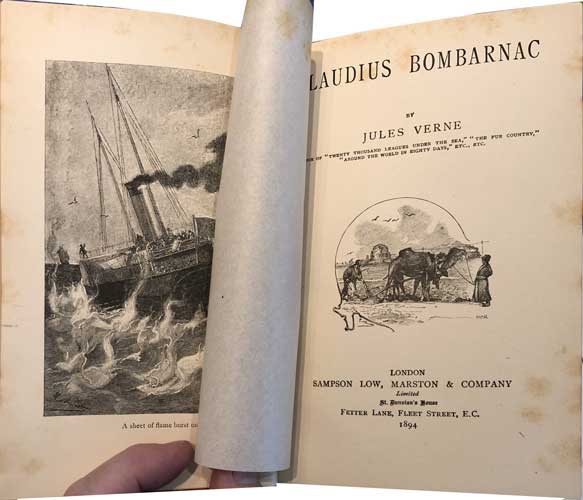 A sheet of flame burst
LAUDIUS BOMBARNAC
BY
JULES VERNE
OF "TWENTY THOUSAND LEAGUES UNDER THE SEA," "THE FUR COUNTRY,"
"AROUND THE WORLD IN EIGHTY DAYS," ETC., ETC.
LONDON
SAMPSON LOW, MARSTON & COMPANY
Limited
St. Dunstan's House
FETTER LANE, FLEET STREET, E.C.
1894